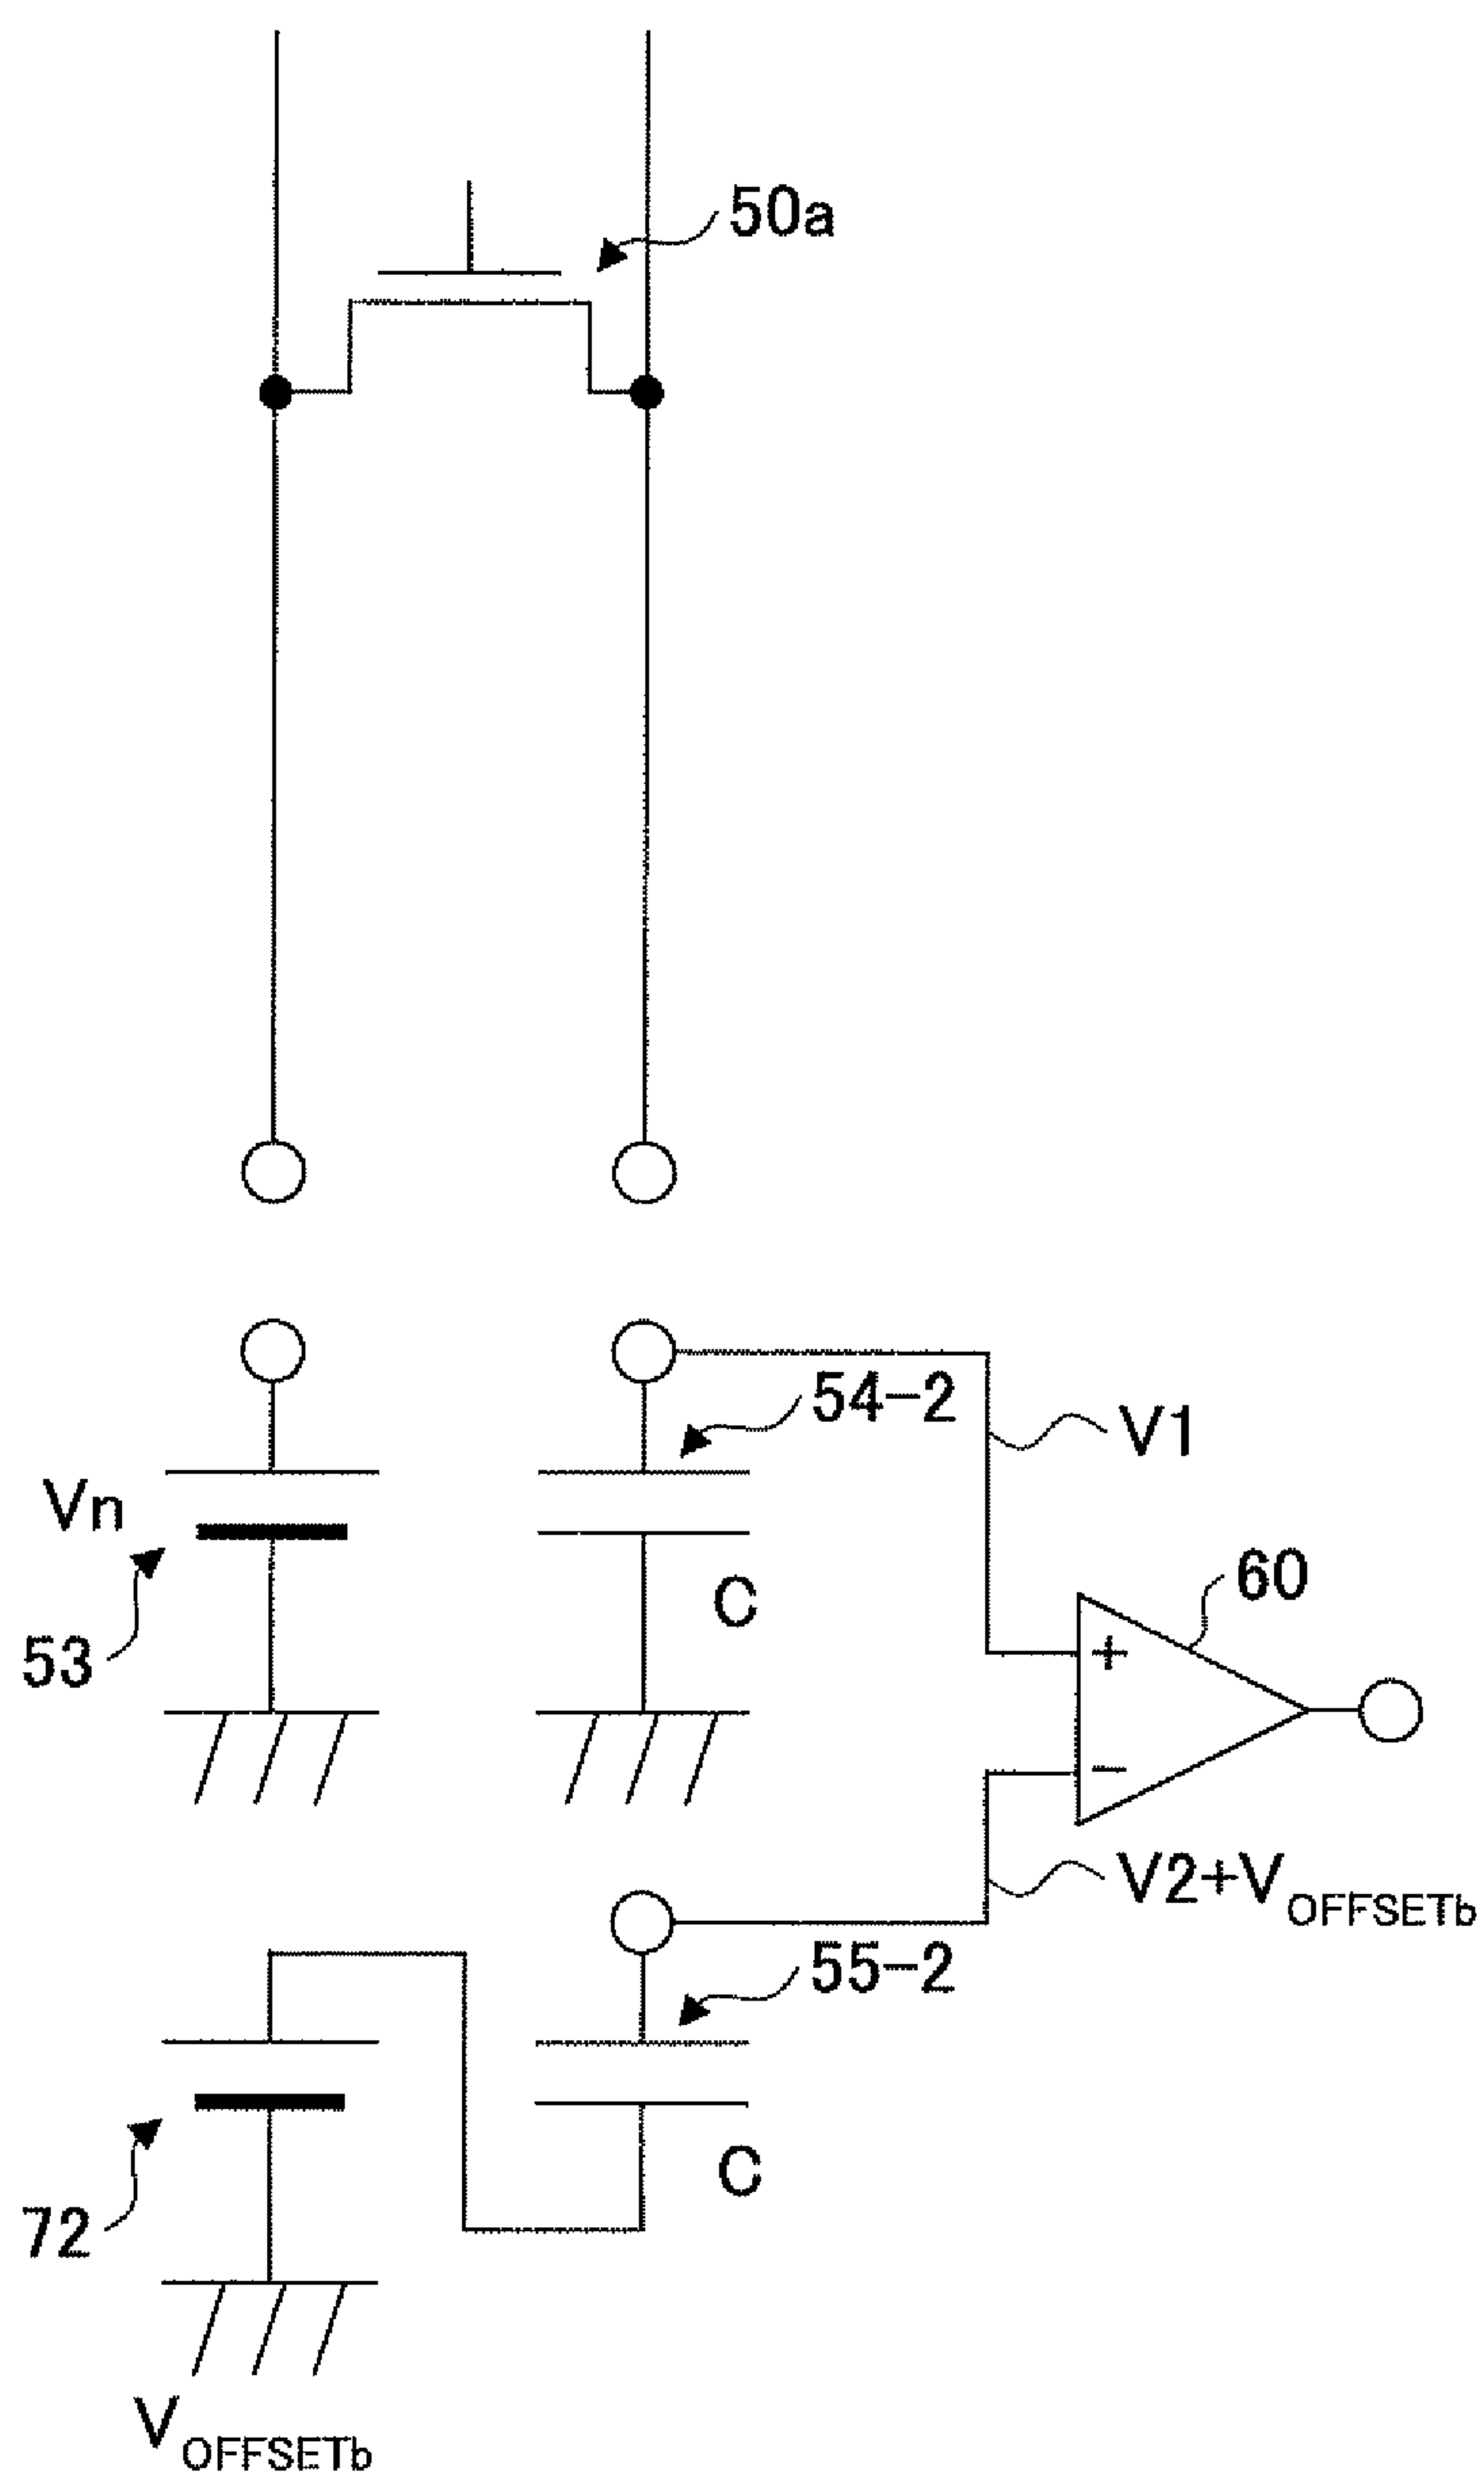 50a
54-2
V1
Vn
C
60
53
+
−
V2+VOFFSETb
55-2
C
72
VOFFSETb